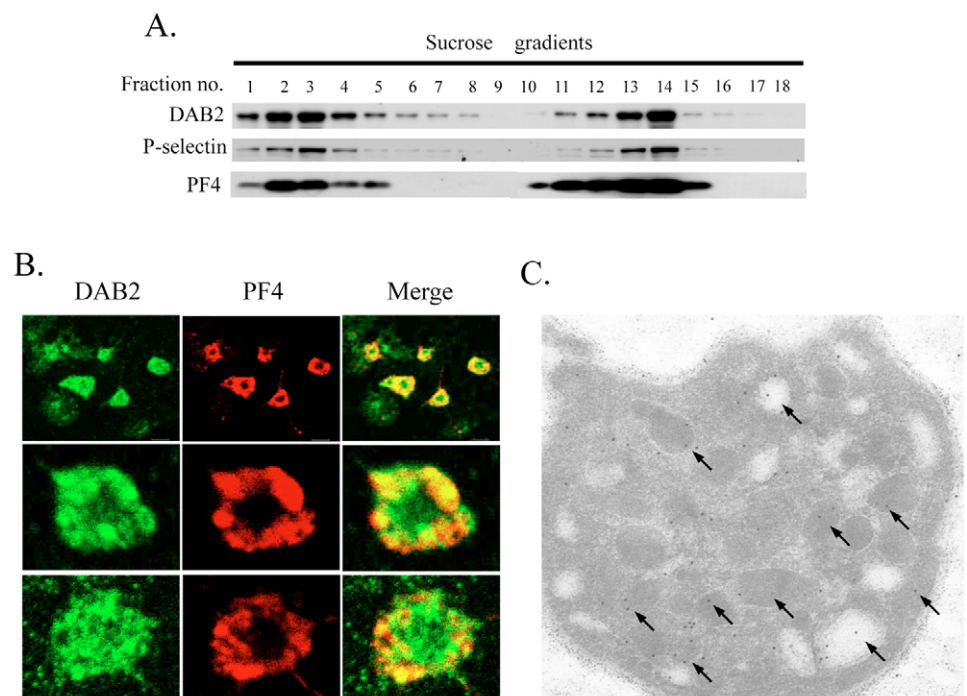 A.
Sucrose gradients
Fraction no. 1 2 3 4 5 6 7 8 9 10 11 12 13 14 15 16 17 18
DAB2
P-selectin
PF4
B.
DAB2 PF4 Merge
C.